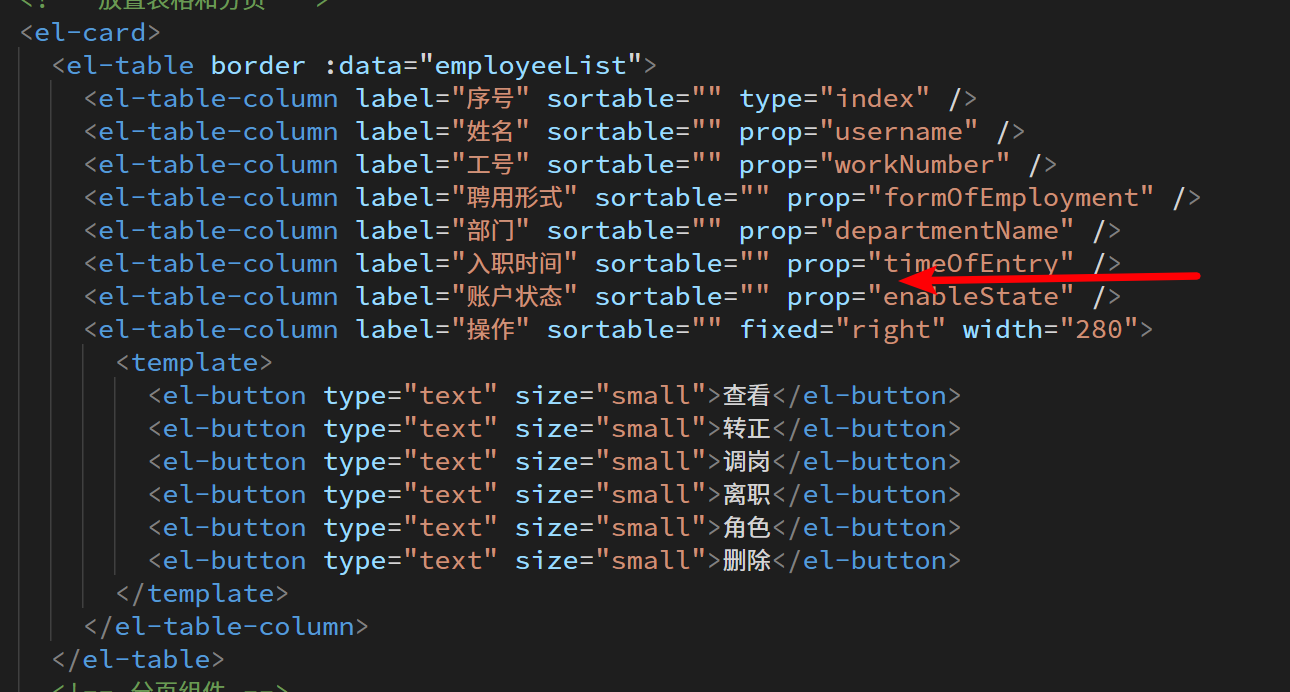 <!-- 放置表格和分页 -->
<el-card>
<el-table border :data="employeeList">
<el-table-column label="序号" sortable="" type="index" />
<el-table-column label="姓名" sortable="" prop="username" />
<el-table-column label="工号" sortable="" prop="workNumber" />
<el-table-column label="聘用形式" sortable="" prop="formOfEmployment" />
<el-table-column label="部门" sortable="" prop="departmentName" />
<el-table-column label="入职时间" sortable="" prop="timeOfEntry" />
<el-table-column label="账户状态" sortable="" prop="enableState" />
<el-table-column label="操作" sortable="" fixed="right" width="280">
<template>
<el-button type="text" size="small">查看</el-button>
<el-button type="text" size="small">转正</el-button>
<el-button type="text" size="small">调岗</el-button>
<el-button type="text" size="small">离职</el-button>
<el-button type="text" size="small">角色</el-button>
<el-button type="text" size="small">删除</el-button>
</template>
</el-table-column>
</el-table>
<!-- 分页组件 -->